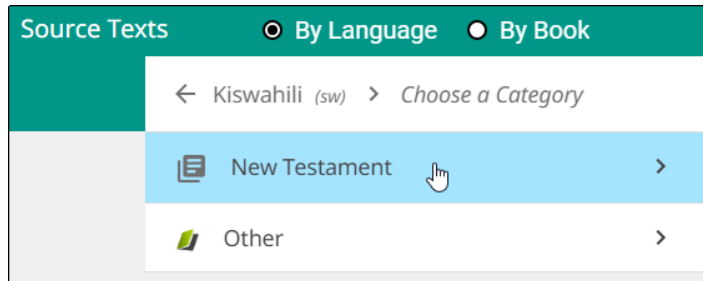 Source Texts By Language By Book
Kiswahili (sw) > Choose a Category
New Testament
Other